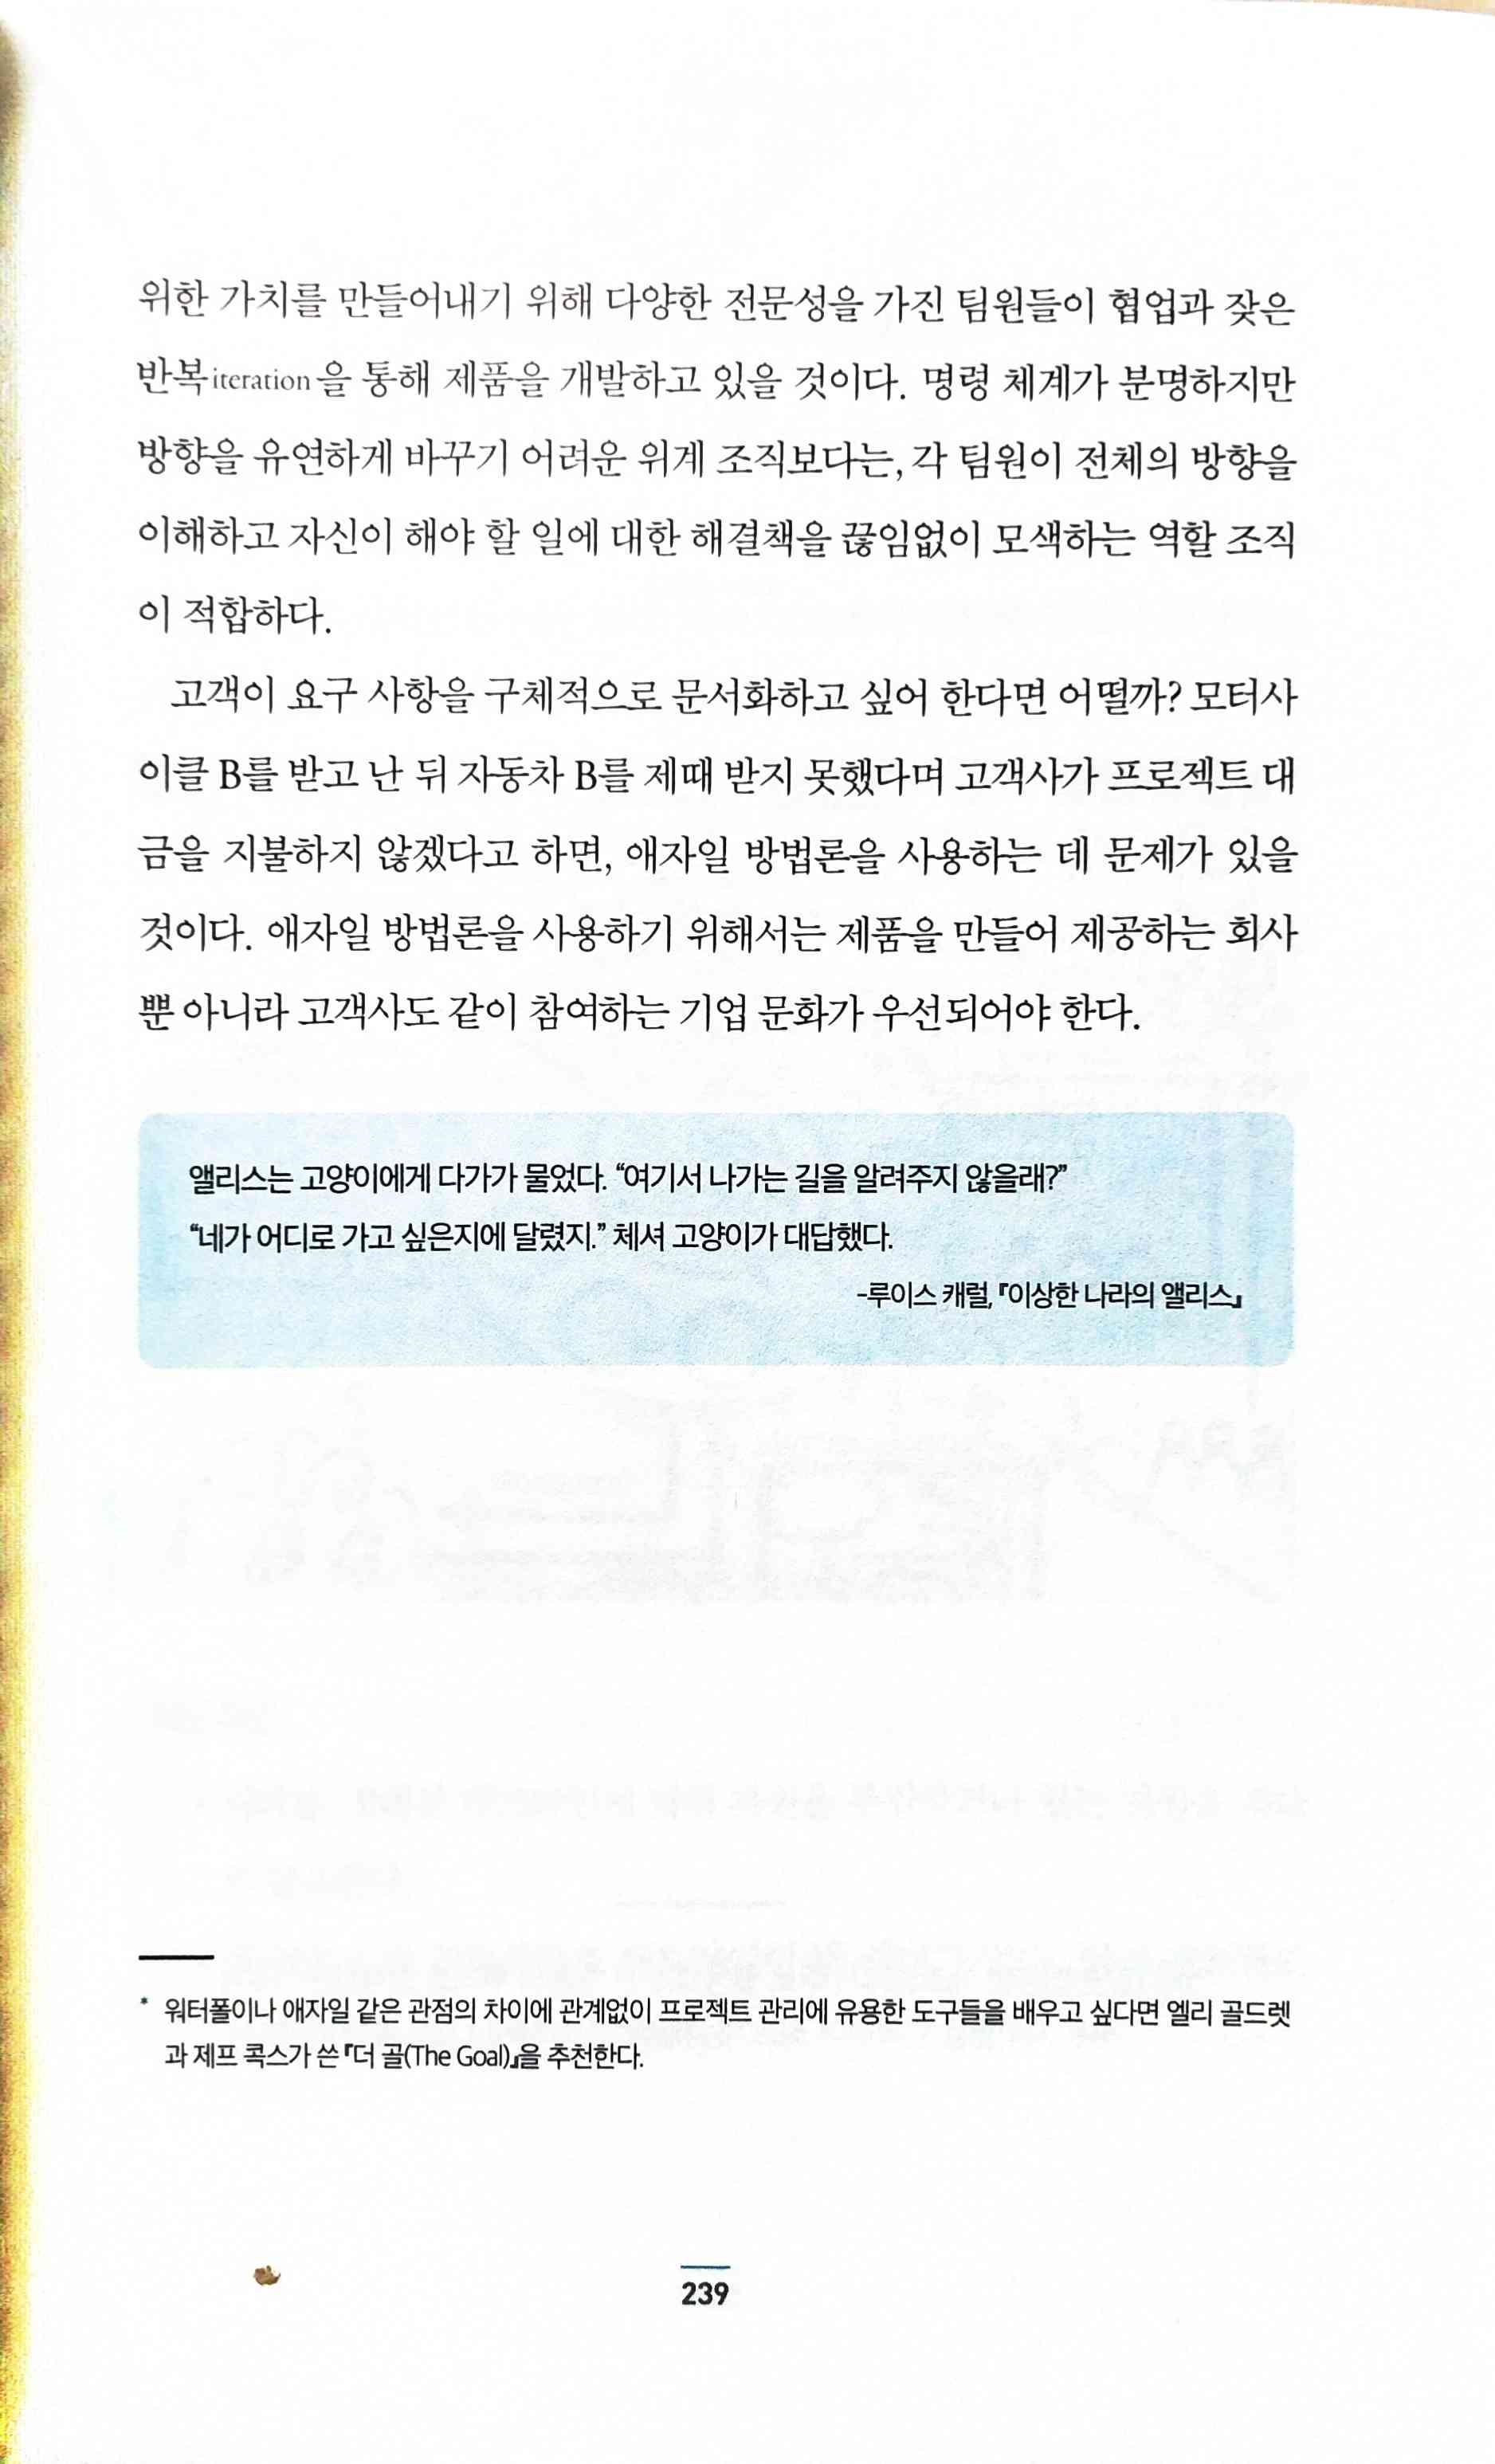 위한 가치를 만들어내기 위해 다양한 전문성을 가진 팀원들이 협업과 잦은
반복iteration을 통해 제품을 개발하고 있을 것이다. 명령 체계가 분명하지만
방향을 유연하게 바꾸기 어려운 위계 조직보다는, 각 팀원이 전체의 방향을
이해하고 자신이 해야 할 일에 대한 해결책을 끊임없이 모색하는 역할 조직
이 적합하다.
고객이 요구 사항을 구체적으로 문서화하고 싶어 한다면 어떨까? 모터사
이클 B를 받고 난 뒤 자동차 B를 제때 받지 못했다며 고객사가 프로젝트 대
금을 지불하지 않겠다고 하면, 애자일 방법론을 사용하는 데 문제가 있을
것이다. 애자일 방법론을 사용하기 위해서는 제품을 만들어 제공하는 회사
뿐 아니라 고객사도 같이 참여하는 기업 문화가 우선되어야 한다.
앨리스는 고양이에게 다가가 물었다. “여기서 나가는 길을 알려주지 않을래?”
“네가 어디로 가고 싶은지에 달렸지.” 체셔 고양이가 대답했다.
-루이스 캐럴, 『이상한 나라의 앨리스』
* 워터폴이나 애자일 같은 관점의 차이에 관계없이 프로젝트 관리에 유용한 도구들을 배우고 싶다면 엘리 골드렛
과 제프 콕스가 쓴 『더 골(The Goal)』을 추천한다.
239